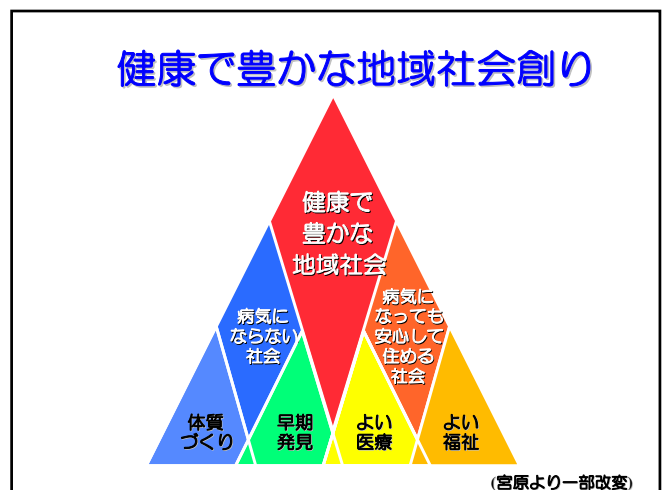 健康で豊かな地域社会創り
健康で
豊かな
地域社会
病気に
ならない
社会
病気に
なっても
安心して
住める
社会
体質
づくり
早期
発見
よい
医療
よい
福祉
(宮原より一部改変)